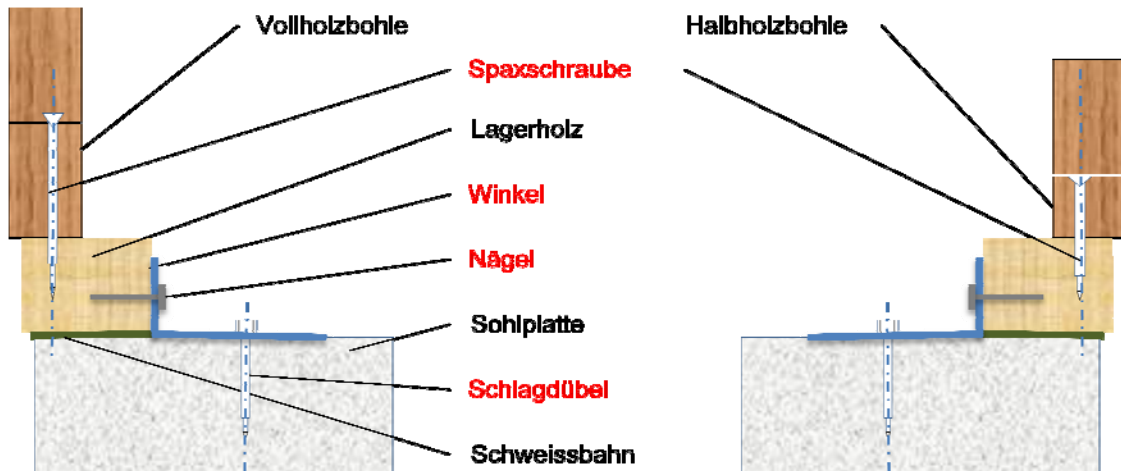 Vollholzbohle
Halbholzbohle
Spaxschraube
Lagerholz
Winkel
Nägel
Sohlplatte
Schlagdübel
Schweissbahn